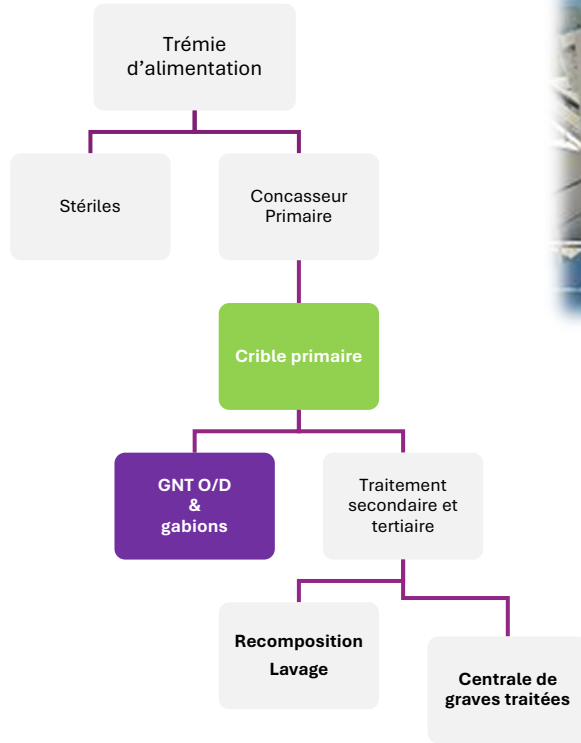 Trémie
d’alimentation
Stériles
Concasseur
Primaire
Crible primaire
GNT O/D
&
gabions
Traitement
secondaire et
tertiaire
Recomposition
Lavage
Centrale de
graves traitées